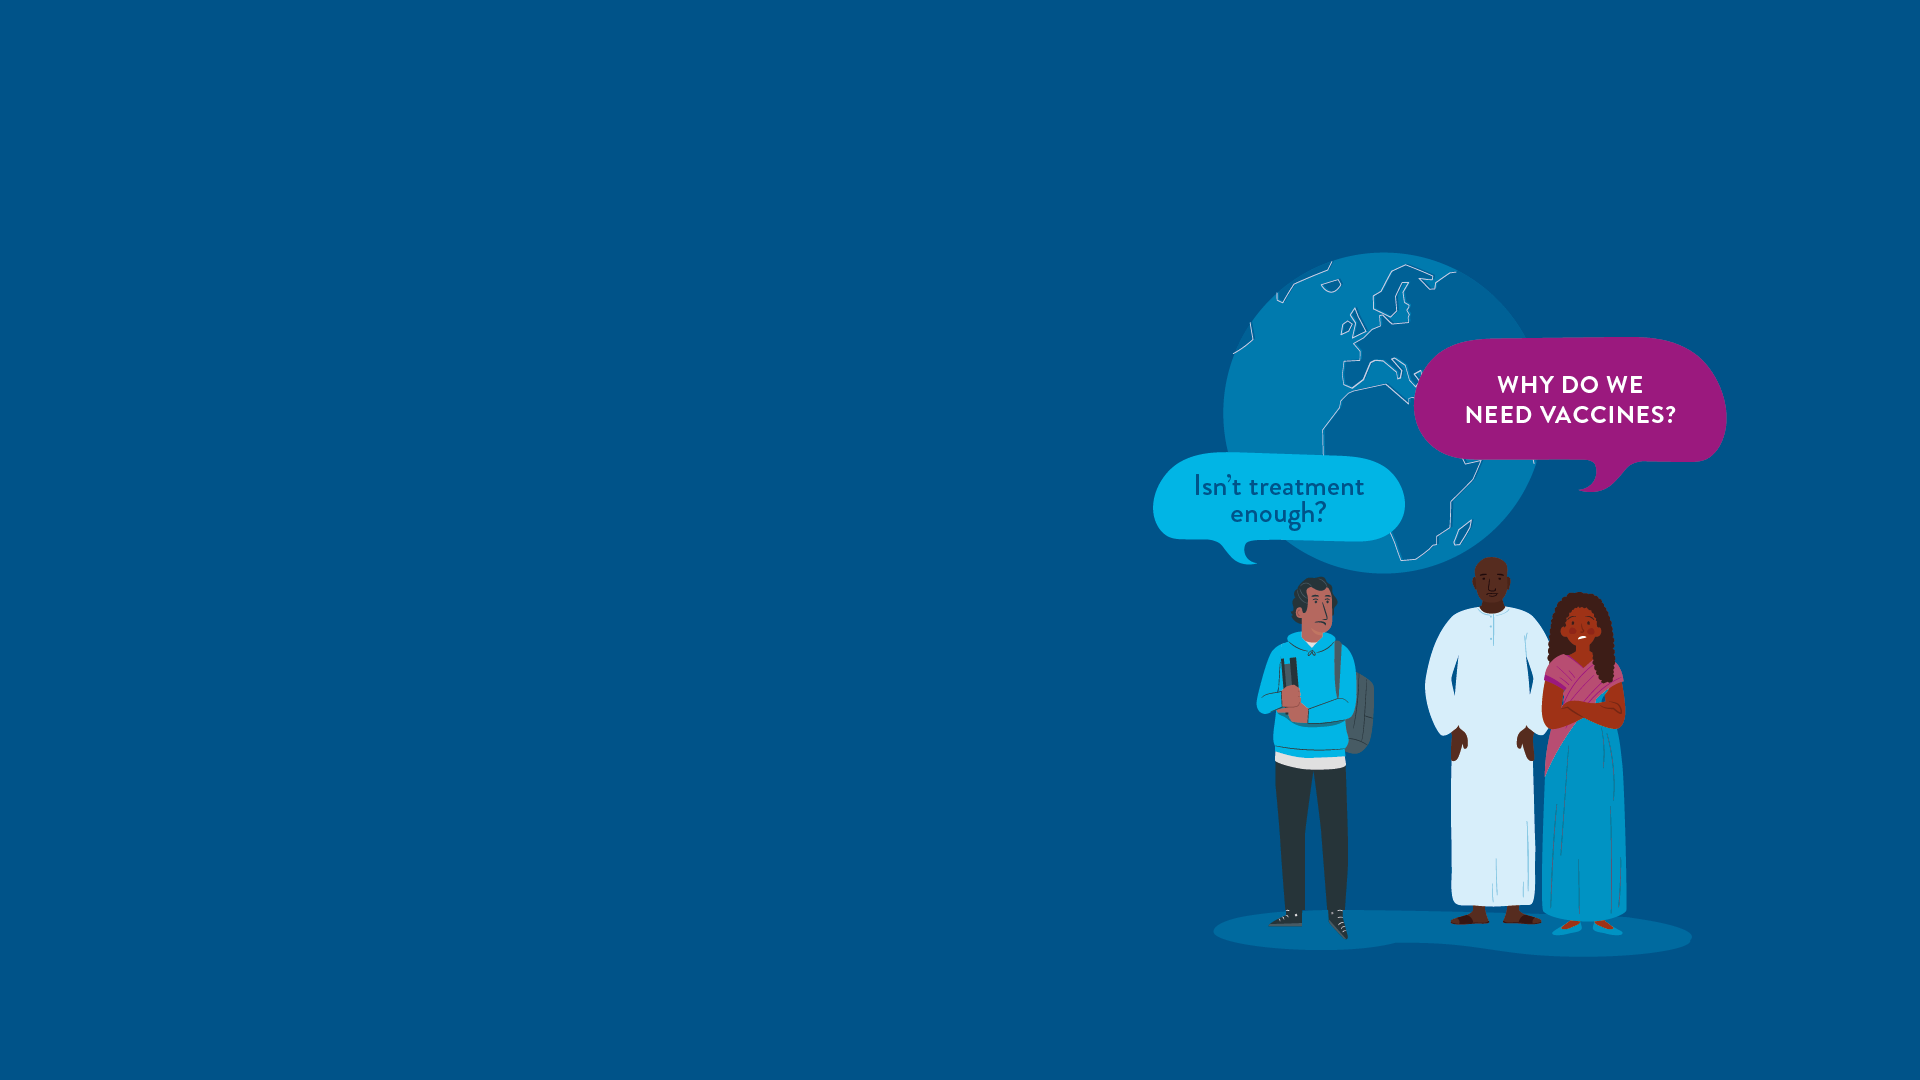 WHY DO WE
NEED VACCINES?
Isn't treatment
enough?